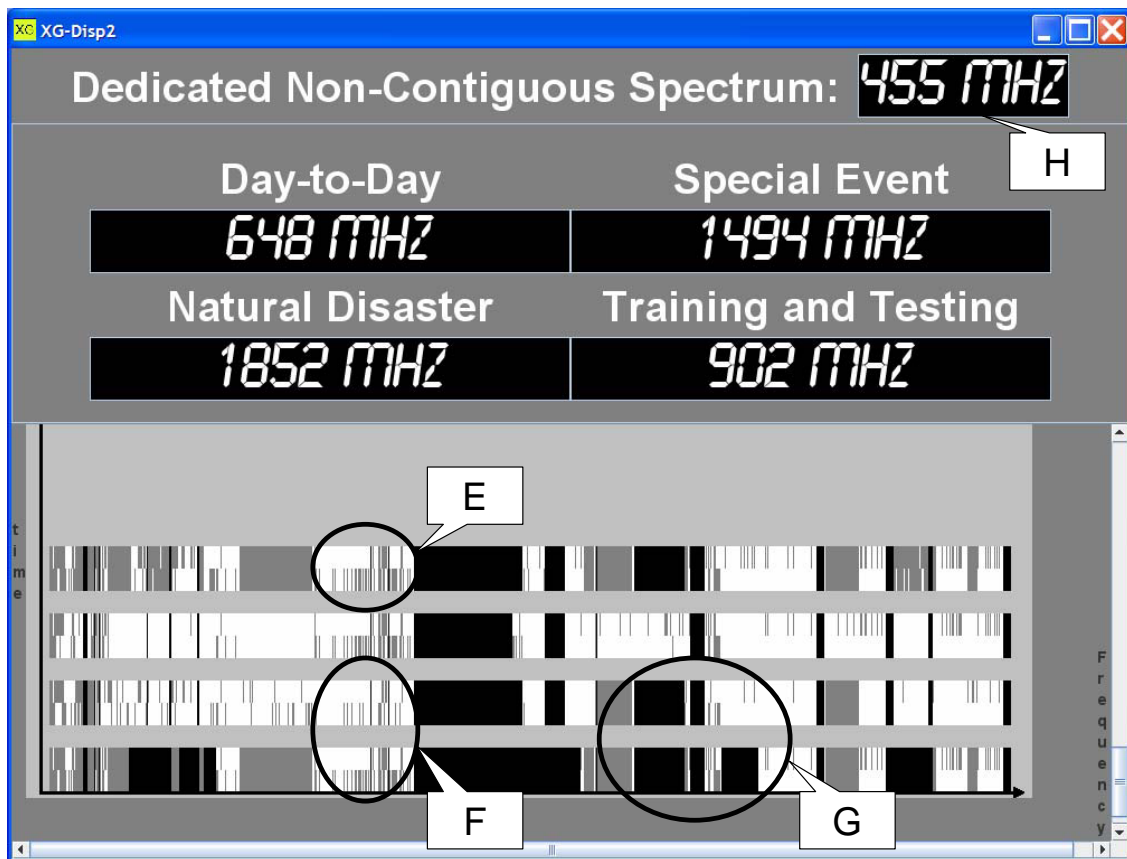 XG XG-Disp2
Dedicated Non-Contiguous Spectrum: 455 MHZ
H
Day-to-Day Special Event
648 MHZ 1494 MHZ
Natural Disaster Training and Testing
1852 MHZ 902 MHZ
E
time
Frequency
F
G